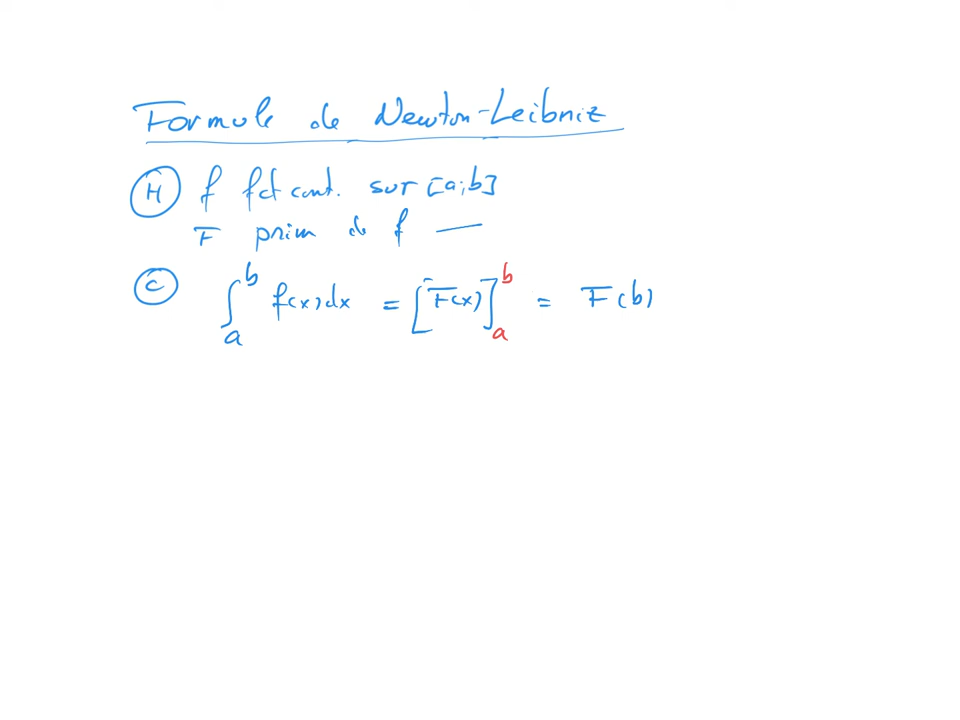 Formule de Newton-Leibniz
H f fct cont. sur [a;b]
F prim de f —
C ∫_a^b f(x)dx = [F(x)]_a^b = F(b)